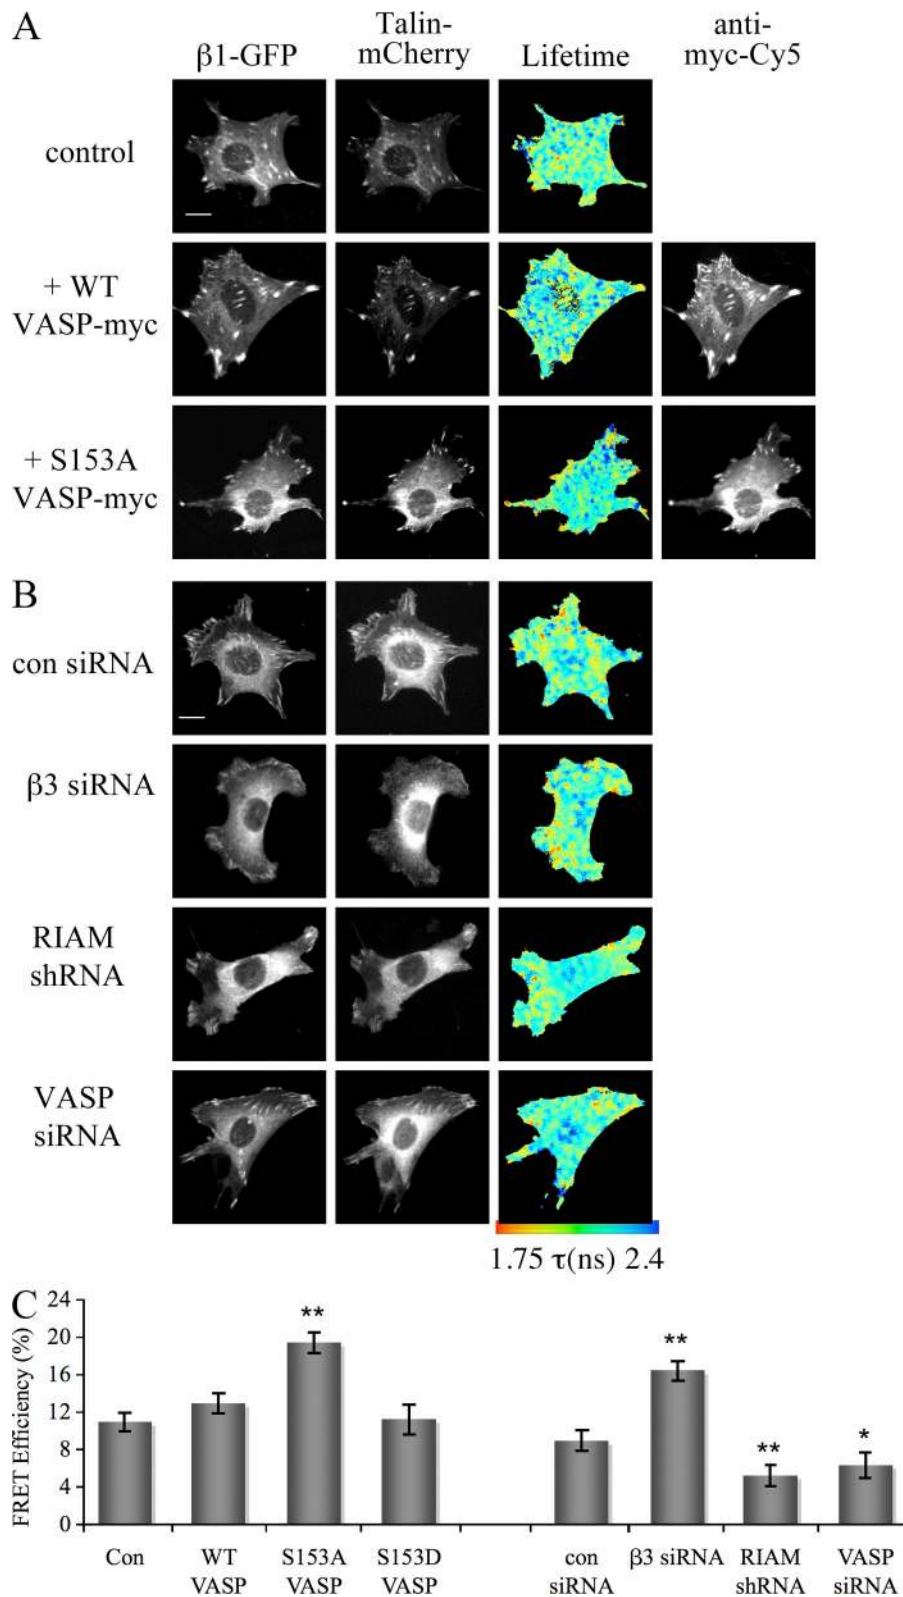 A
β1-GFP
Talin-
mCherry
Lifetime
anti-
myc-Cy5
control
+ WT
VASP-myc
+ S153A
VASP-myc
B
con siRNA
β3 siRNA
RIAM
shRNA
VASP
siRNA
1.75 τ(ns) 2.4
C
FRET Efficiency (%)
24
20
16
12
8
4
0
**
**
**
*
Con
WT
VASP
S153A
VASP
S153D
VASP
con
siRNA
β3 siRNA
RIAM
shRNA
VASP
siRNA